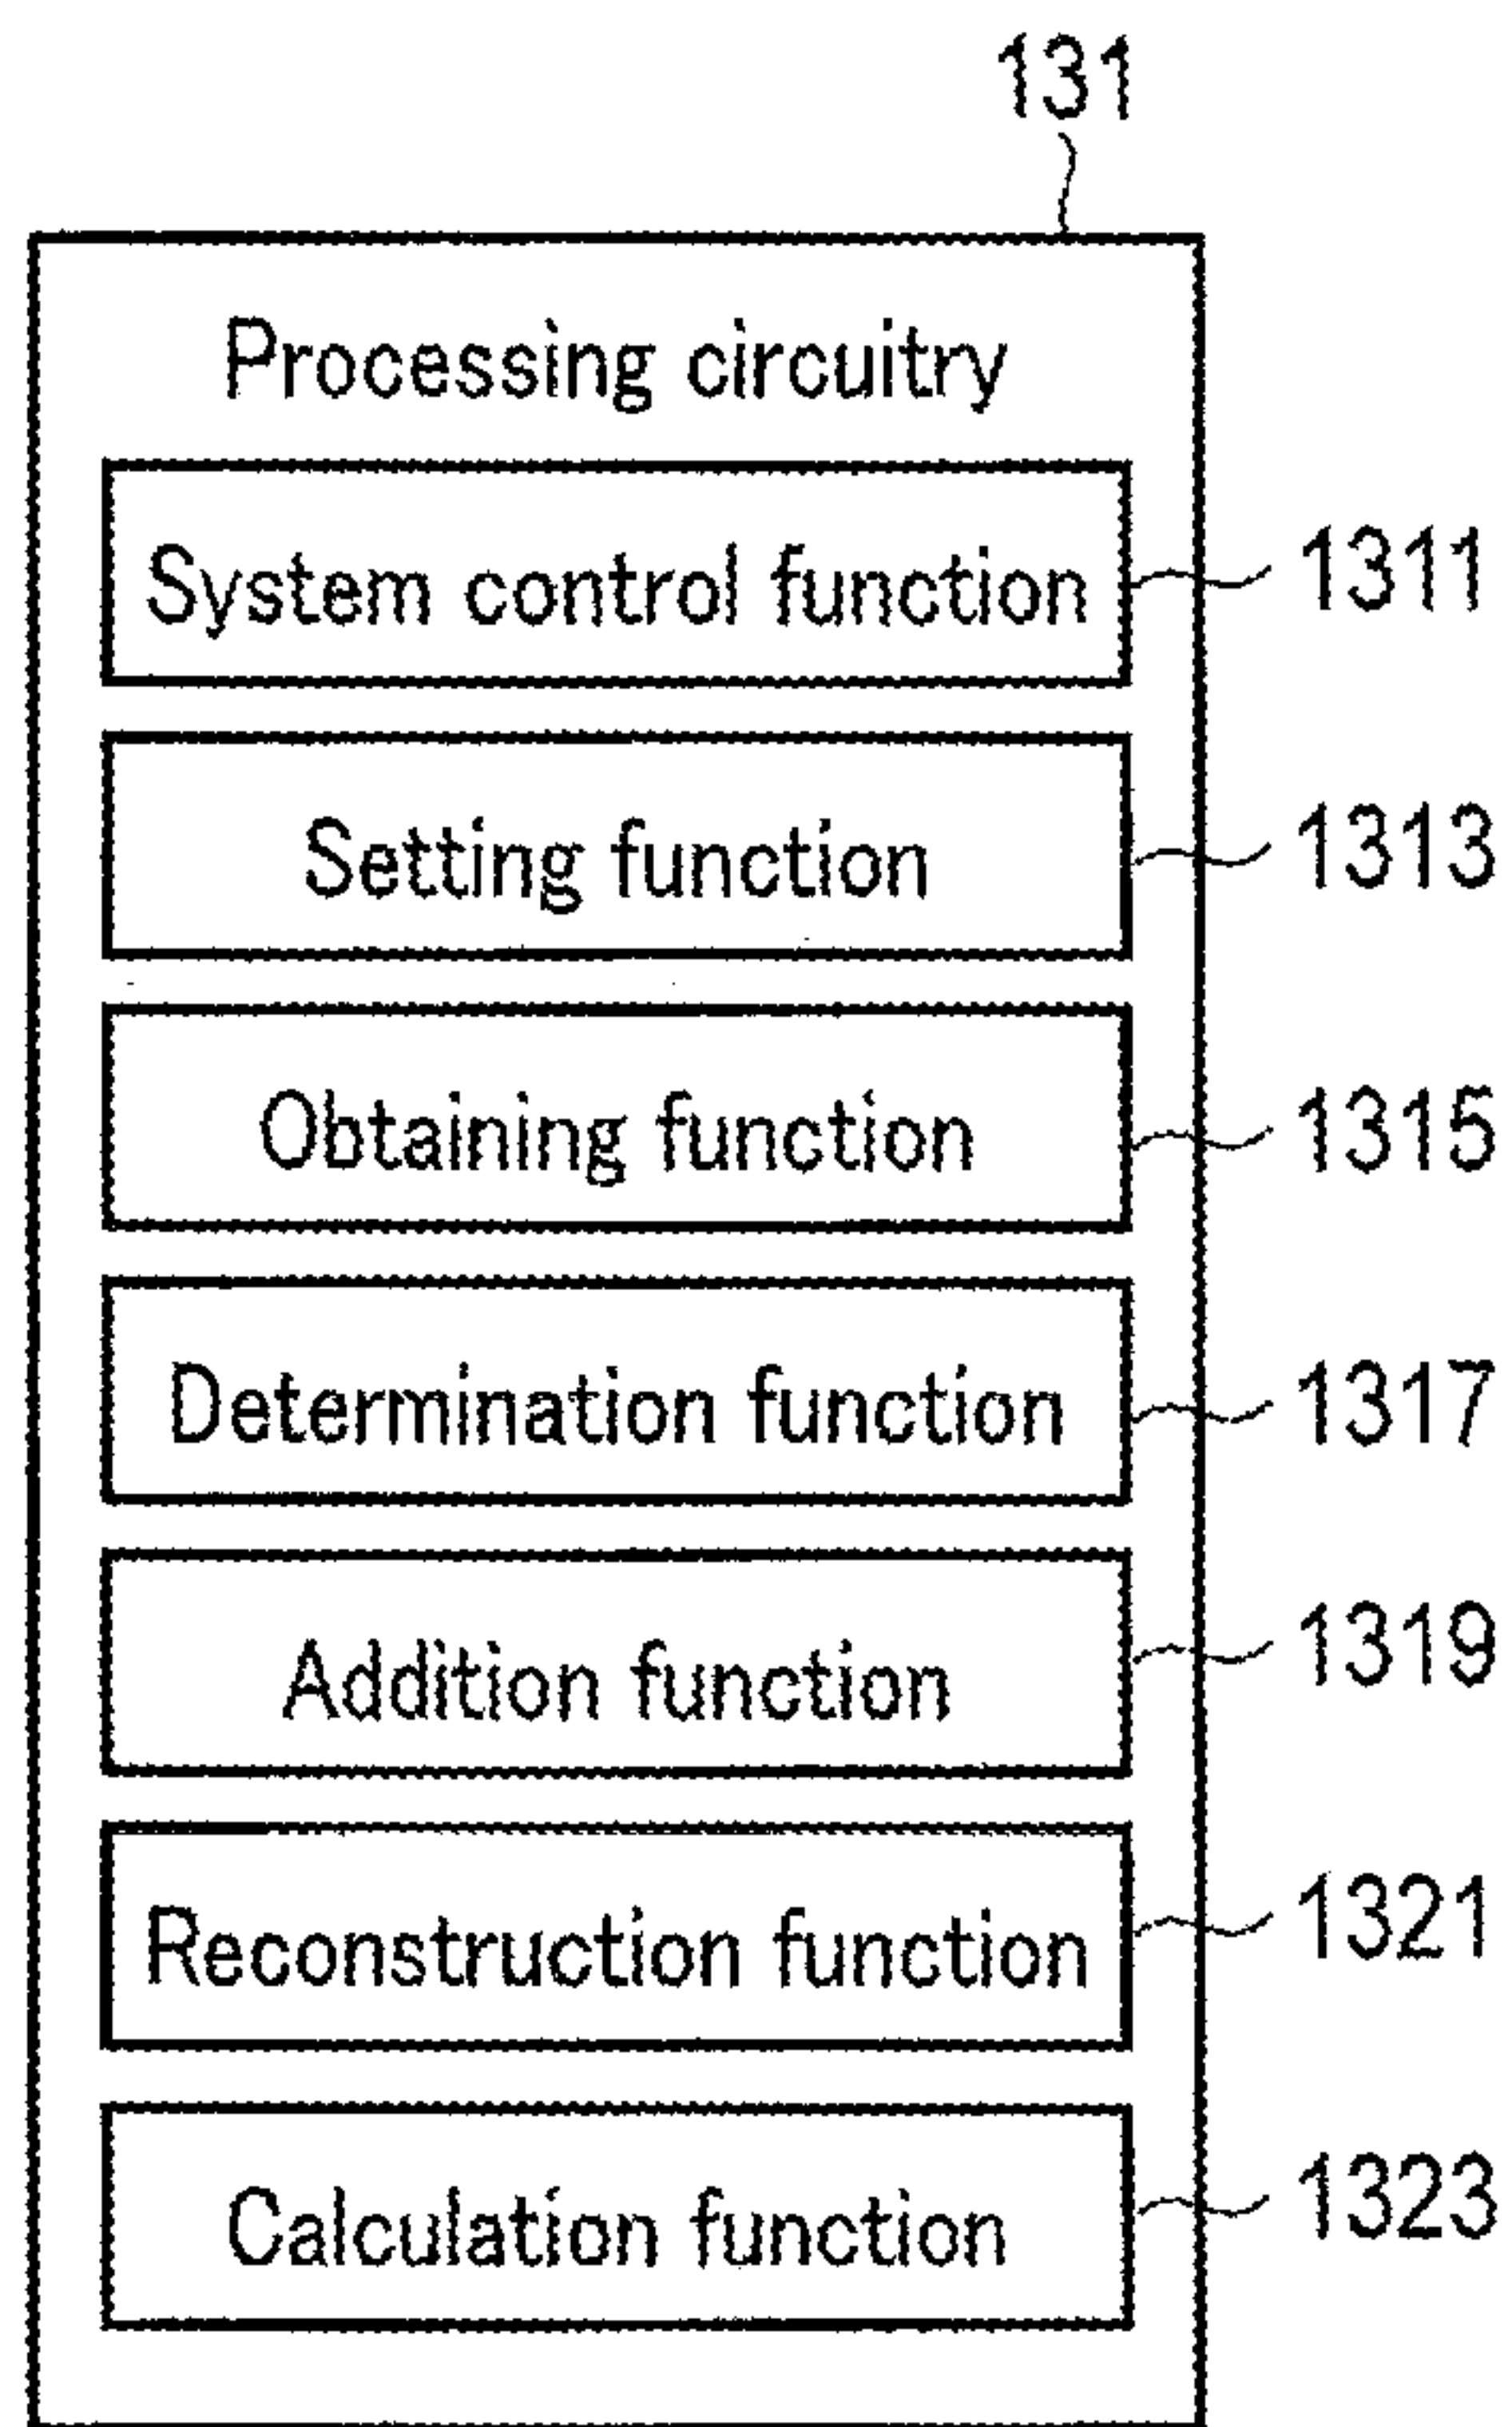 131
Processing circuitry
System control function 1311
Setting function 1313
Obtaining function 1315
Determination function 1317
Addition function 1319
Reconstruction function 1321
Calculation function 1323